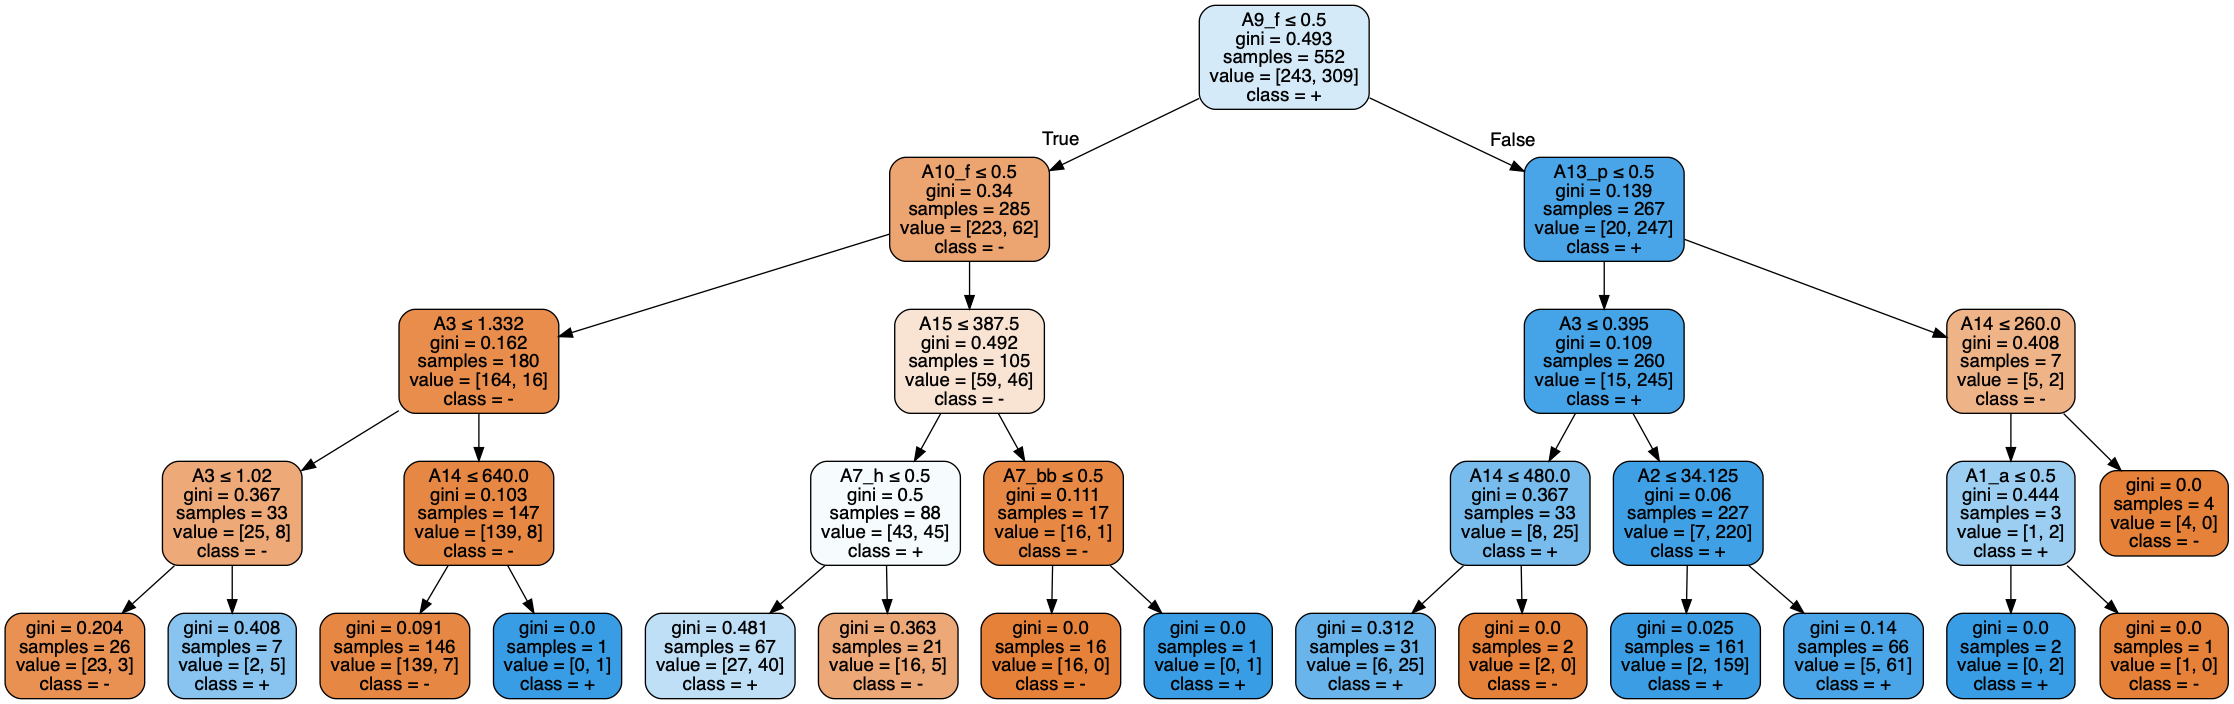 A9_f ≤ 0.5
gini = 0.493
samples = 552
value = [243, 309]
class = +
True
False
A10_f ≤ 0.5
gini = 0.34
samples = 285
value = [223, 62]
class = -
A13_p ≤ 0.5
gini = 0.139
samples = 267
value = [20, 247]
class = +
A3 ≤ 1.332
gini = 0.162
samples = 180
value = [164, 16]
class = -
A15 ≤ 387.5
gini = 0.492
samples = 105
value = [59, 46]
class = -
A3 ≤ 0.395
gini = 0.109
samples = 260
value = [15, 245]
class = +
A14 ≤ 260.0
gini = 0.408
samples = 7
value = [5, 2]
class = -
A3 ≤ 1.02
gini = 0.367
samples = 33
value = [25, 8]
class = -
A14 ≤ 640.0
gini = 0.103
samples = 147
value = [139, 8]
class = -
A7_h ≤ 0.5
gini = 0.5
samples = 88
value = [43, 45]
class = +
A7_bb ≤ 0.5
gini = 0.111
samples = 17
value = [16, 1]
class = -
A14 ≤ 480.0
gini = 0.367
samples = 33
value = [8, 25]
class = +
A2 ≤ 34.125
gini = 0.06
samples = 227
value = [7, 220]
class = +
A1_a ≤ 0.5
gini = 0.444
samples = 3
value = [1, 2]
class = +
gini = 0.0
samples = 4
value = [4, 0]
class = -
gini = 0.204
samples = 26
value = [23, 3]
class = -
gini = 0.408
samples = 7
value = [2, 5]
class = +
gini = 0.091
samples = 146
value = [139, 7]
class = -
gini = 0.0
samples = 1
value = [0, 1]
class = +
gini = 0.481
samples = 67
value = [27, 40]
class = +
gini = 0.363
samples = 21
value = [16, 5]
class = -
gini = 0.0
samples = 16
value = [16, 0]
class = -
gini = 0.0
samples = 1
value = [0, 1]
class = +
gini = 0.312
samples = 31
value = [6, 25]
class = +
gini = 0.0
samples = 2
value = [2, 0]
class = -
gini = 0.025
samples = 161
value = [2, 159]
class = +
gini = 0.14
samples = 66
value = [5, 61]
class = +
gini = 0.0
samples = 2
value = [0, 2]
class = +
gini = 0.0
samples = 1
value = [1, 0]
class = -